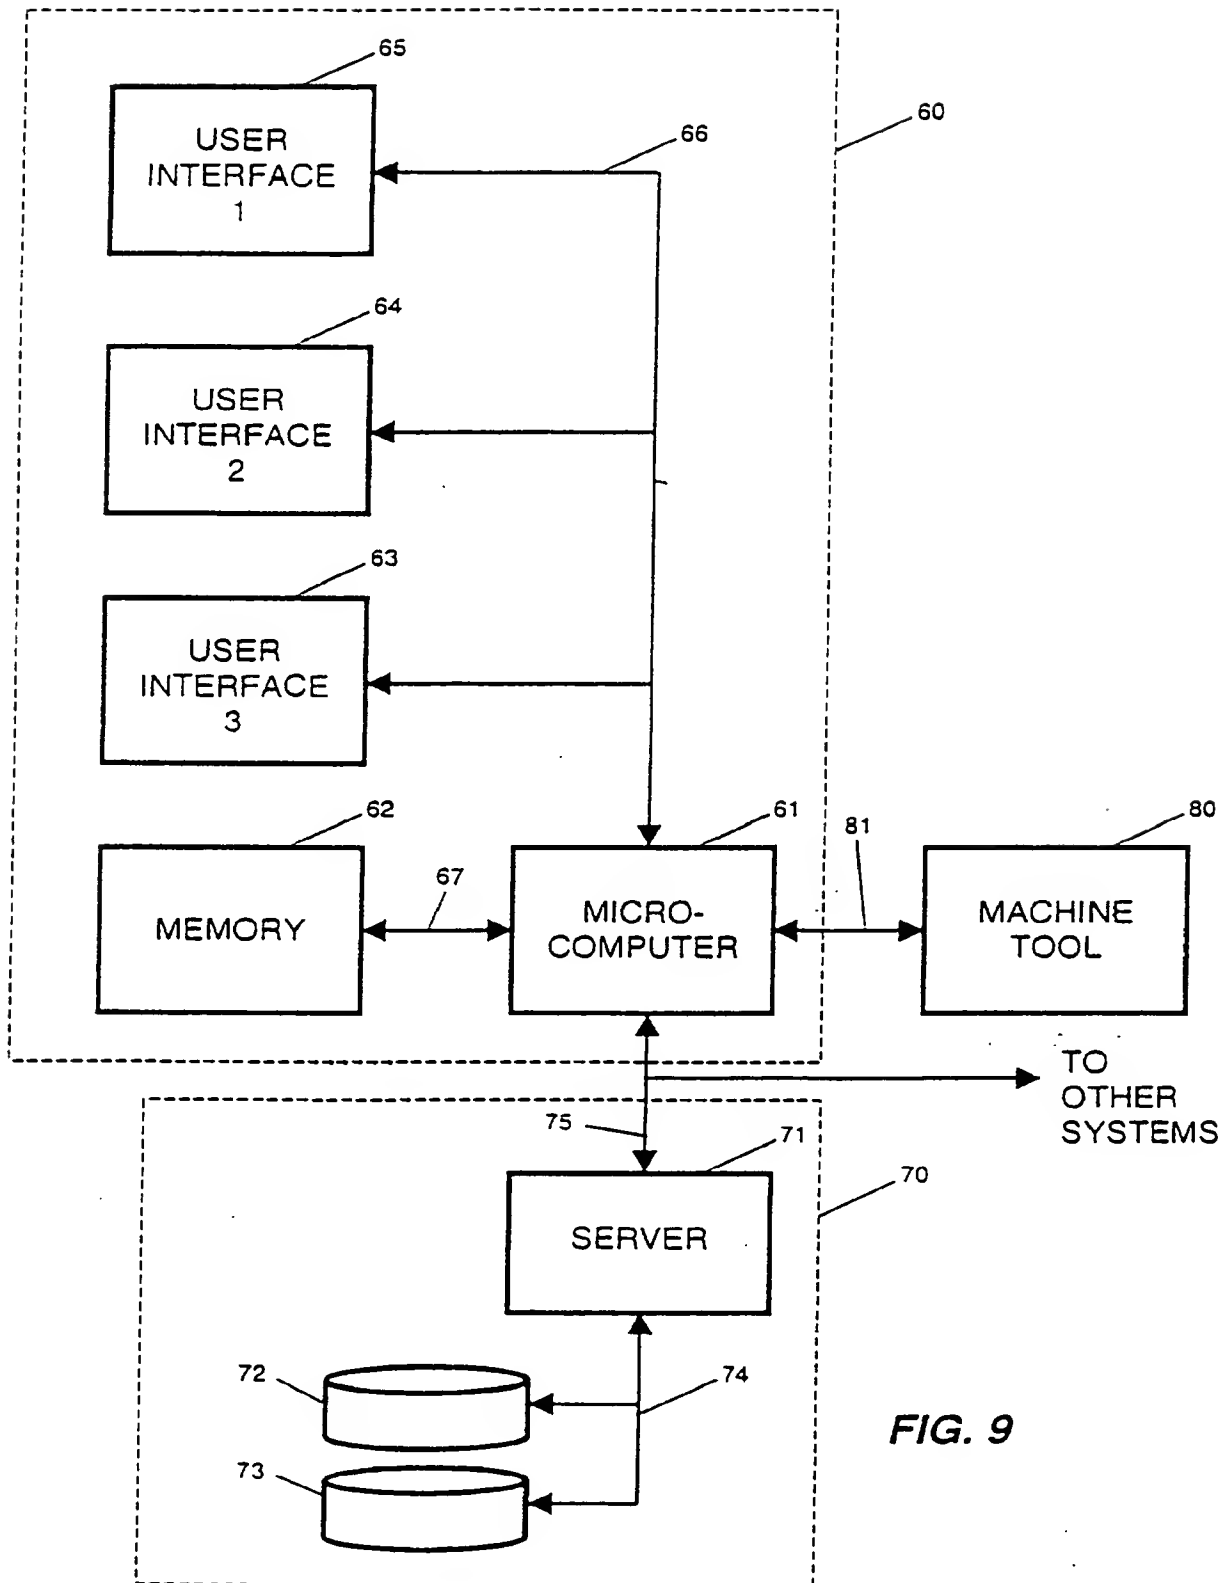 65
USER
INTERFACE
1
66
60
64
USER
INTERFACE
2
63
USER
INTERFACE
3
62
MEMORY
67
61
MICRO-
COMPUTER
81
80
MACHINE
TOOL
TO
OTHER
SYSTEMS
75
71
SERVER
70
72
74
73
FIG. 9